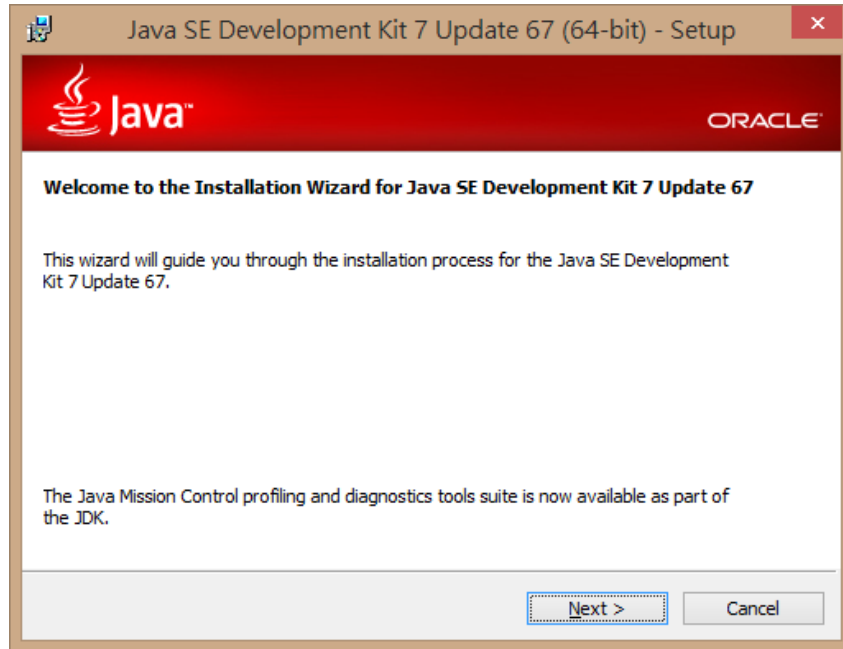 Java SE Development Kit 7 Update 67 (64-bit) - Setup
Java™
ORACLE®
Welcome to the Installation Wizard for Java SE Development Kit 7 Update 67
This wizard will guide you through the installation process for the Java SE Development
Kit 7 Update 67.
The Java Mission Control profiling and diagnostics tools suite is now available as part of
the JDK.
Next >
Cancel